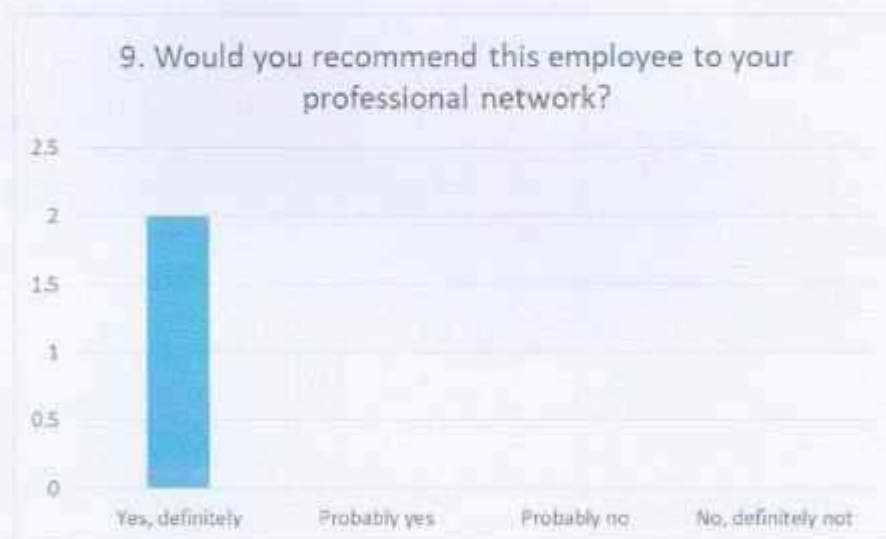 9. Would you recommend this employee to your
professional network?
2.5
2
1.5
1
0.5
0
Yes, definitely
Probably yes
Probably no
No, definitely not